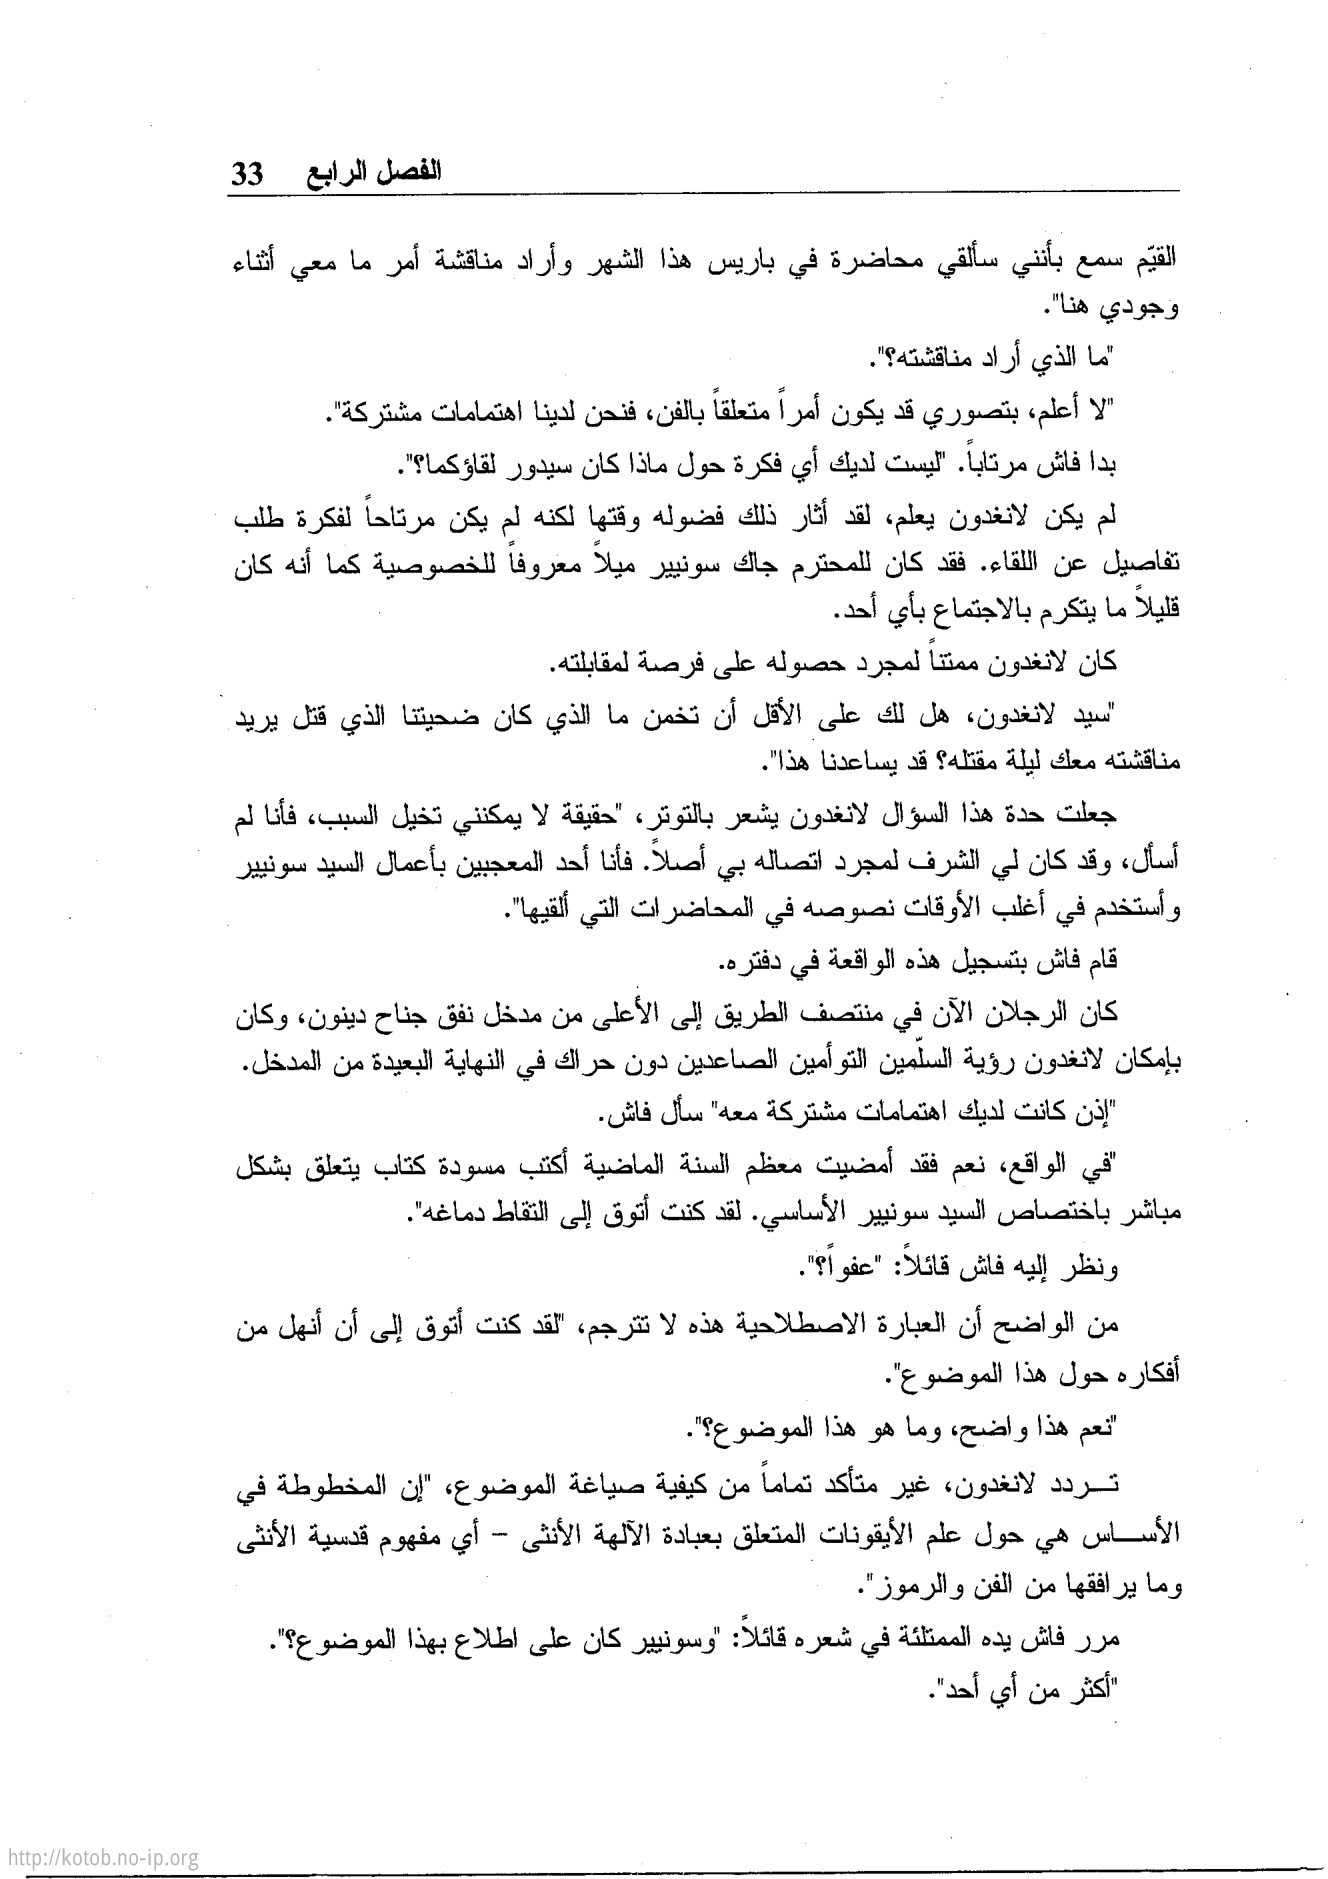 الفصل الرابع 33
القيّم سمع بأنني سألقي محاضرة في باريس هذا الشهر وأراد مناقشة أمر ما معي أثناء
وجودي هنا".
"ما الذي أراد مناقشته؟".
"لا أعلم، بتصوري قد يكون أمراً متعلقاً بالفن، فنحن لدينا اهتمامات مشتركة".
بدا فاش مرتاباً. "ليست لديك أي فكرة حول ماذا كان سيدور لقاؤكما؟".
لم يكن لانغدون يعلم، لقد أثار ذلك فضوله وقتها لكنه لم يكن مرتاحاً لفكرة طلب
تفاصيل عن اللقاء. فقد كان للمحترم جاك سونيير ميلاً معروفاً للخصوصية كما أنه كان
قليلاً ما يتكرم بالاجتماع بأي أحد.
كان لانغدون ممتناً لمجرد حصوله على فرصة لمقابلته.
"سيد لانغدون، هل لك على الأقل أن تخمن ما الذي كان ضحيتنا الذي قتل يريد
مناقشته معك ليلة مقتله؟ قد يساعدنا هذا".
جعلت حدة هذا السؤال لانغدون يشعر بالتوتر، "حقيقة لا يمكنني تخيل السبب، فأنا لم
أسأل، وقد كان لي الشرف لمجرد اتصاله بي أصلاً. فأنا أحد المعجبين بأعمال السيد سونيير
وأستخدم في أغلب الأوقات نصوصه في المحاضرات التي ألقيها".
قام فاش بتسجيل هذه الواقعة في دفتره.
كان الرجلان الآن في منتصف الطريق إلى الأعلى من مدخل نفق جناح دينون، وكان
بإمكان لانغدون رؤية السلّمين التوأمين الصاعدين دون حراك في النهاية البعيدة من المدخل.
"إذن كانت لديك اهتمامات مشتركة معه" سأل فاش.
"في الواقع، نعم فقد أمضيت معظم السنة الماضية أكتب مسودة كتاب يتعلق بشكل
مباشر باختصاص السيد سونيير الأساسي. لقد كنت أتوق إلى التقاط دماغه".
ونظر إليه فاش قائلاً: "عفواً؟".
من الواضح أن العبارة الاصطلاحية هذه لا تترجم، "لقد كنت أتوق إلى أن أنهل من
أفكاره حول هذا الموضوع".
"نعم هذا واضح، وما هو هذا الموضوع؟".
تـــردد لانغدون، غير متأكد تماماً من كيفية صياغة الموضوع، "إن المخطوطة في
الأســـاس هي حول علم الأيقونات المتعلق بعبادة الآلهة الأنثى – أي مفهوم قدسية الأنثى
وما يرافقها من الفن والرموز".
مرر فاش يده الممتلئة في شعره قائلاً: "وسونيير كان على اطلاع بهذا الموضوع؟".
"أكثر من أي أحد".
http://kotob.no-ip.org